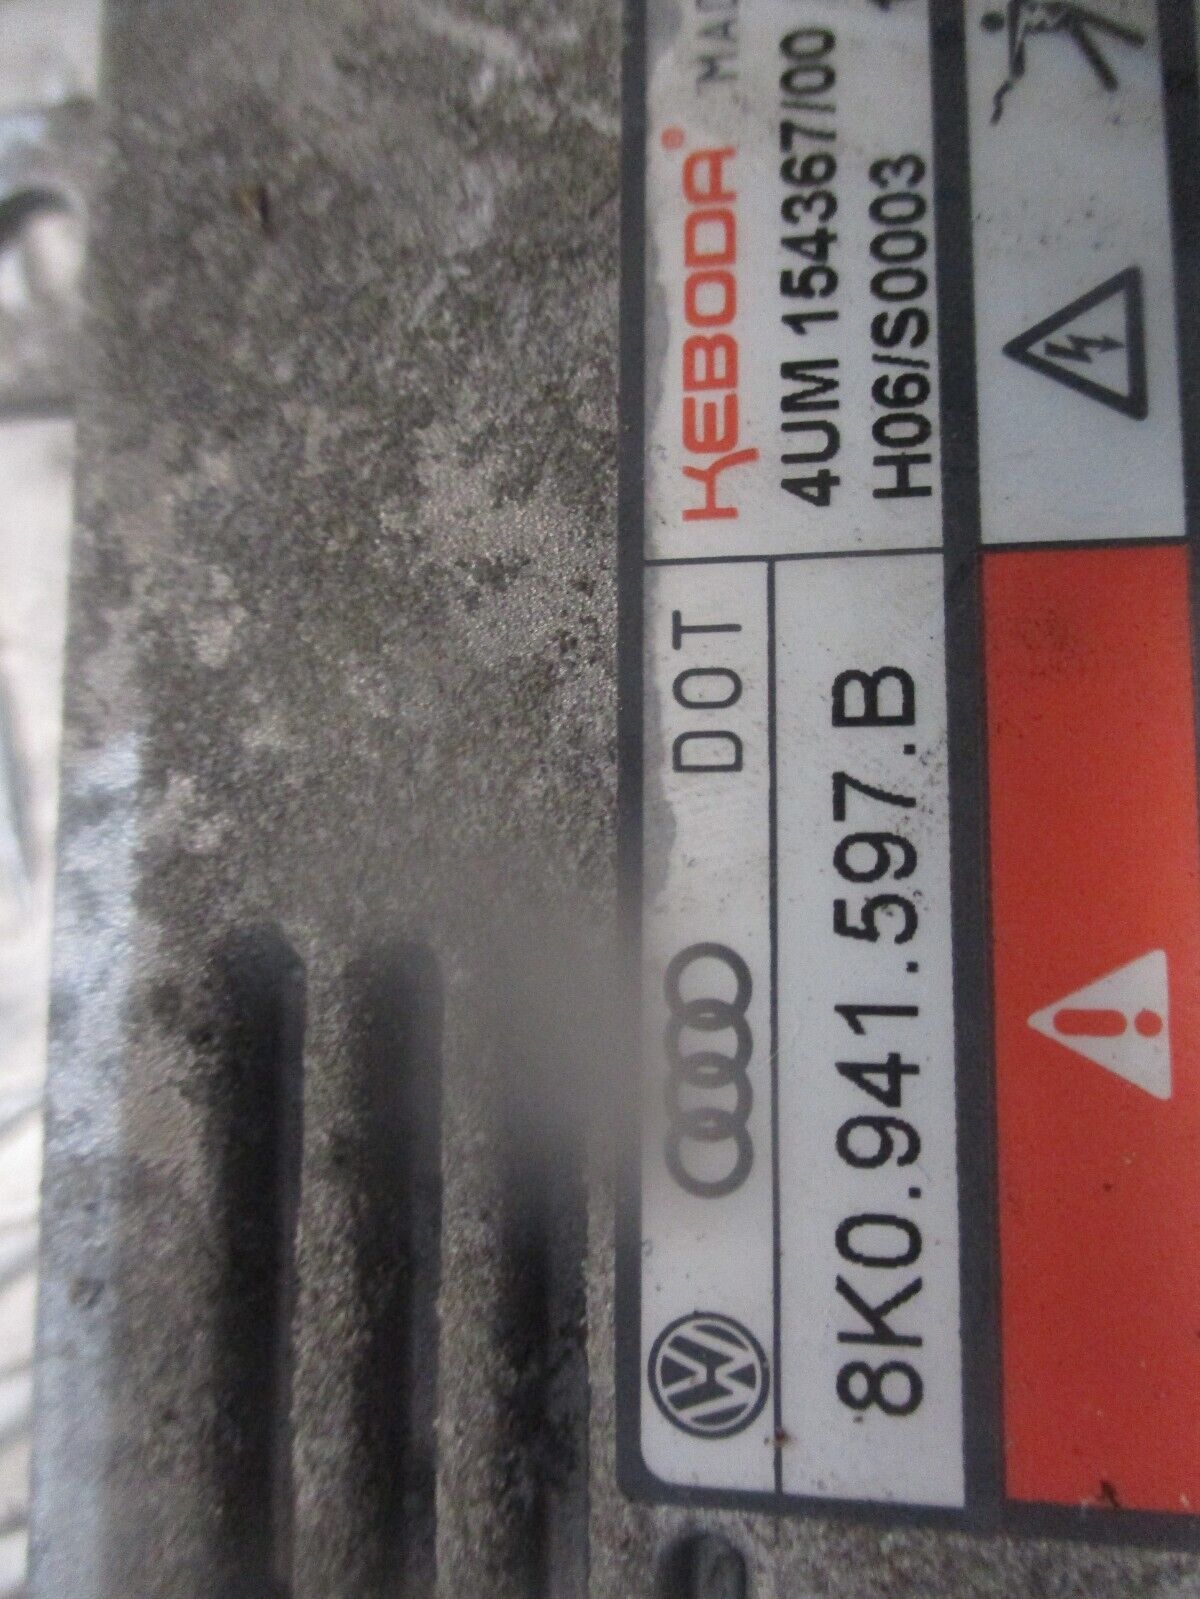 DOT
8K0.941.597.B
KEBODA®
4UM 154367/00
H06/S0003